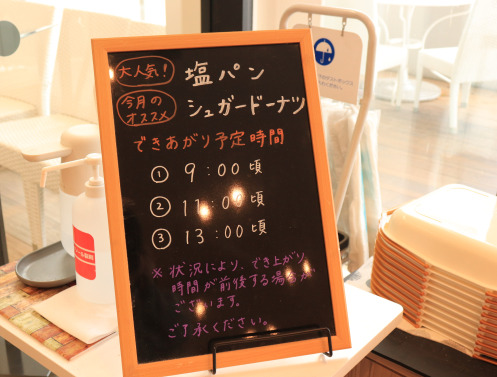 大人気！
塩パン
今月の
オススメ
シュガードーナツ
できあがり予定時間
① 9：00頃
② 11：00頃
③ 13：00頃
※状況により、でき上がり
時間が前後する場合が
ございます。
ご了承ください。